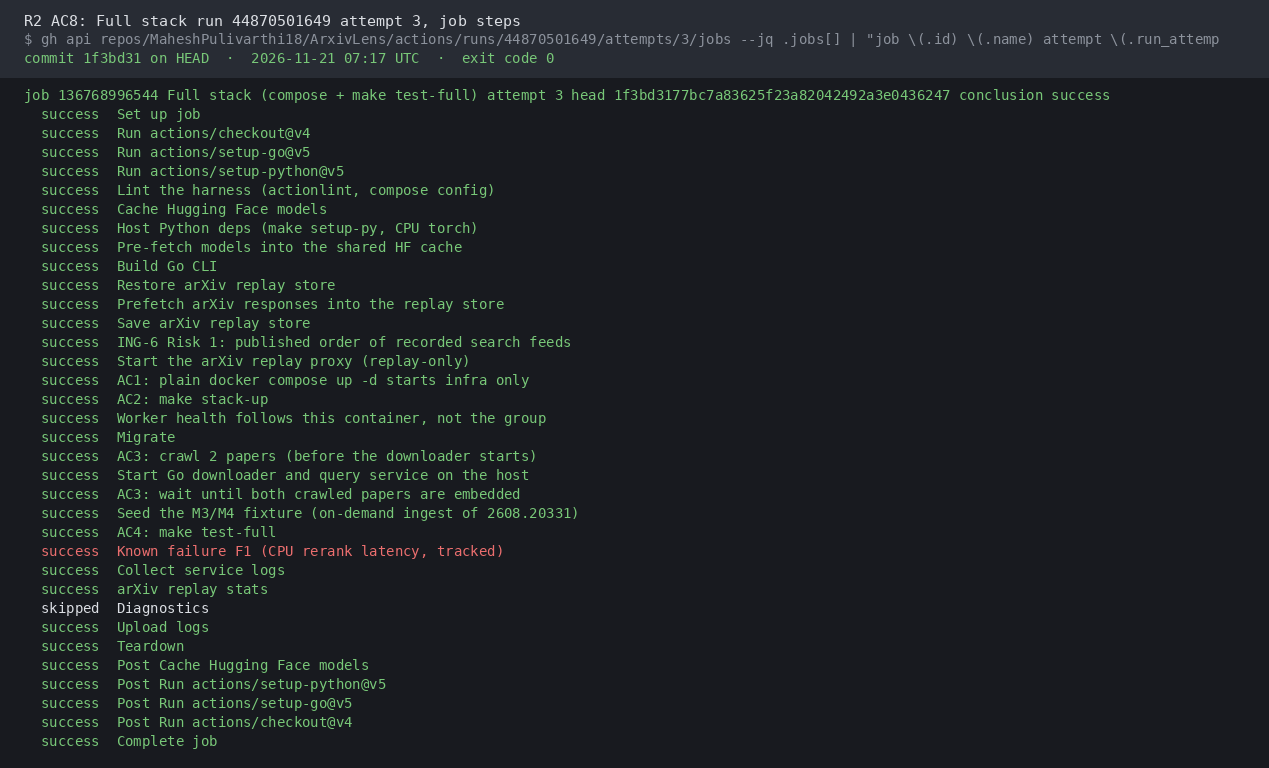 R2 AC8: Full stack run 44870501649 attempt 3, job steps
$ gh api repos/MaheshPulivarthi18/ArxivLens/actions/runs/44870501649/attempts/3/jobs --jq .jobs[] | "job \(.id) \(.name) attempt \(.run_attemp
commit 1f3bd31 on HEAD · 2026-11-21 07:17 UTC · exit code 0
job 136768996544 Full stack (compose + make test-full) attempt 3 head 1f3bd3177bc7a83625f23a82042492a3e0436247 conclusion success
success Set up job
success Run actions/checkout@v4
success Run actions/setup-go@v5
success Run actions/setup-python@v5
success Lint the harness (actionlint, compose config)
success Cache Hugging Face models
success Host Python deps (make setup-py, CPU torch)
success Pre-fetch models into the shared HF cache
success Build Go CLI
success Restore arXiv replay store
success Prefetch arXiv responses into the replay store
success Save arXiv replay store
success ING-6 Risk 1: published order of recorded search feeds
success Start the arXiv replay proxy (replay-only)
success AC1: plain docker compose up -d starts infra only
success AC2: make stack-up
success Worker health follows this container, not the group
success Migrate
success AC3: crawl 2 papers (before the downloader starts)
success Start Go downloader and query service on the host
success AC3: wait until both crawled papers are embedded
success Seed the M3/M4 fixture (on-demand ingest of 2608.20331)
success AC4: make test-full
success Known failure F1 (CPU rerank latency, tracked)
success Collect service logs
success arXiv replay stats
skipped Diagnostics
success Upload logs
success Teardown
success Post Cache Hugging Face models
success Post Run actions/setup-python@v5
success Post Run actions/setup-go@v5
success Post Run actions/checkout@v4
success Complete job